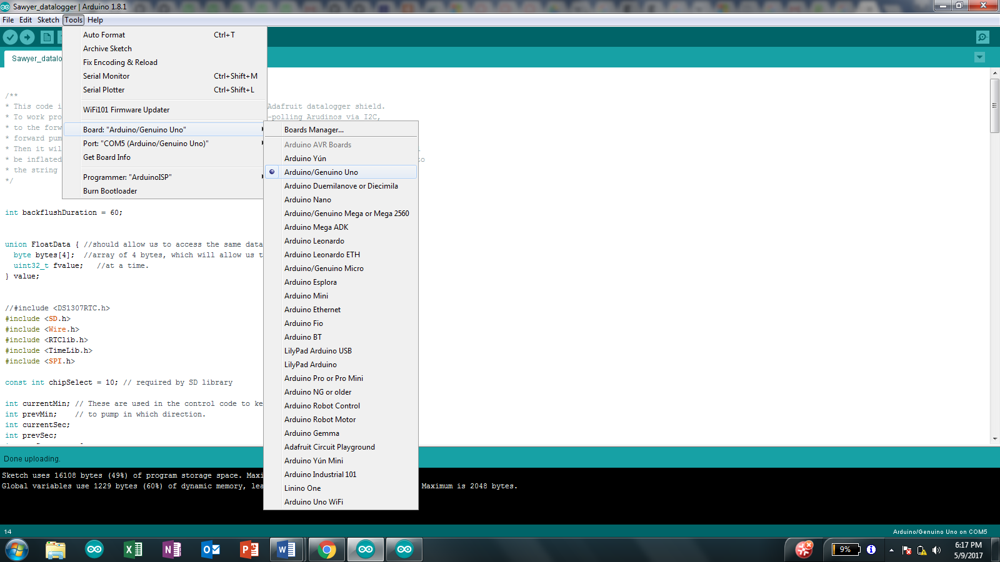 Sawyer_datalogger | Arduino 1.8.1
File Edit Sketch Tools Help
Auto Format Ctrl+T
Archive Sketch
Fix Encoding & Reload
Serial Monitor Ctrl+Shift+M
Serial Plotter Ctrl+Shift+L
WiFi101 Firmware Updater
Board: "Arduino/Genuino Uno"
Port: "COM5 (Arduino/Genuino Uno)"
Get Board Info
Programmer: "ArduinoISP"
Burn Bootloader
Boards Manager...
Arduino AVR Boards
Arduino Yún
Arduino/Genuino Uno
Arduino Duemilanove or Diecimila
Arduino Nano
Arduino/Genuino Mega or Mega 2560
Arduino Mega ADK
Arduino Leonardo
Arduino Leonardo ETH
Arduino/Genuino Micro
Arduino Esplora
Arduino Mini
Arduino Ethernet
Arduino Fio
Arduino BT
LilyPad Arduino USB
LilyPad Arduino
Arduino Pro or Pro Mini
Arduino NG or older
Arduino Robot Control
Arduino Robot Motor
Arduino Gemma
Adafruit Circuit Playground
Arduino Yún Mini
Arduino Industrial 101
Linino One
Arduino Uno WiFi
Sawyer_datalo
/**
* This code i Adafruit datalogger shield.
* To work pro -polling Arudinos via I2C,
* to the forw
* forward pum
* Then it wil
* be inflated to
* the string
*/
int backflushDuration = 60;
union FloatData { //should allow us to access the same data
byte bytes[4]; //array of 4 bytes, which will allow us t
uint32_t fvalue; //at a time.
} value;
//#include <DS1307RTC.h>
#include <SD.h>
#include <Wire.h>
#include <RTClib.h>
#include <TimeLib.h>
#include <SPI.h>
const int chipSelect = 10; // required by SD library
int currentMin; // These are used in the control code to ke
int prevMin; // to pump in which direction.
int currentSec;
int prevSec;
Done uploading.
Sketch uses 16108 bytes (49%) of program storage space. Maxi
Global variables use 1229 bytes (60%) of dynamic memory, lea Maximum is 2048 bytes.
14 Arduino/Genuino Uno on COM5
9% 6:17 PM
5/9/2017